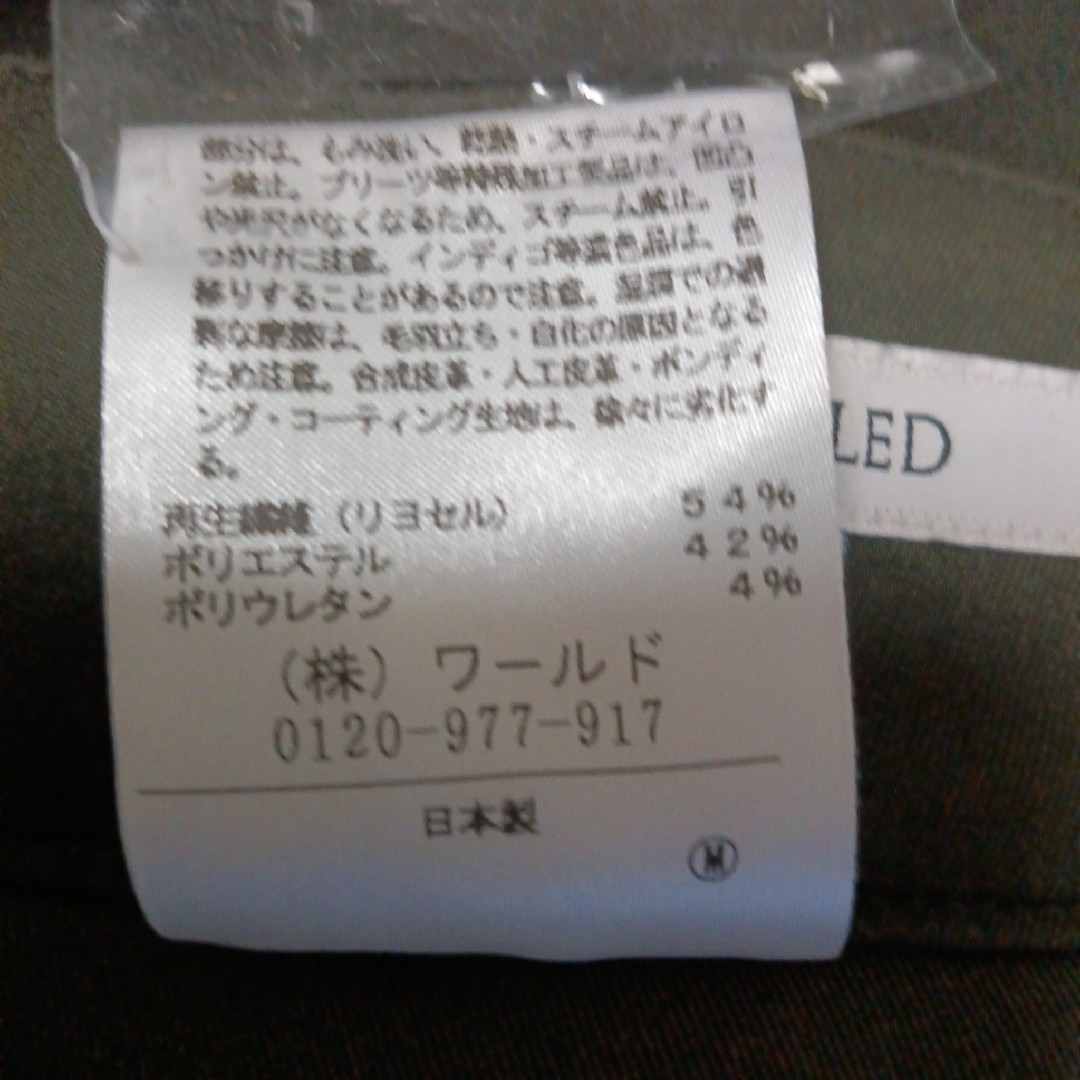 部分は、もみ洗い、乾熱・スチームアイロ
ン禁止。プリーツ等特殊加工製品は、凹凸
や光沢がなくなるため、スチーム禁止。引
っかけに注意。インディゴ等濃色品は、色
移りすることがあるので注意。湿潤での過
剰な摩擦は、毛羽立ち・白化の原因となる
ため注意。合成皮革・人工皮革・ボンディ
ング・コーティング生地は、徐々に劣化す
る。
再生繊維(リヨセル) 54%
ポリエステル 42%
ポリウレタン 4%
(株)ワールド
0120-977-917
日本製
Ⓜ
LED